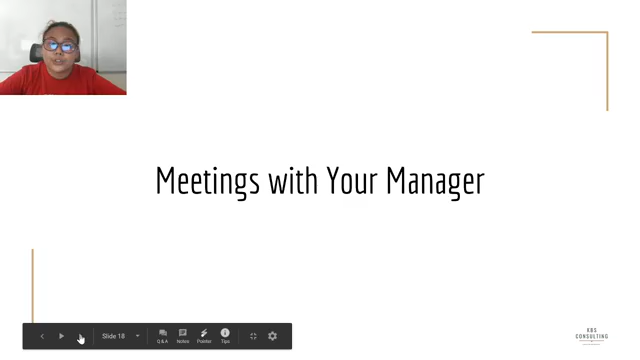 Meetings with Your Manager
Slide 18
Q & A
Notes
Pointer
Tips
KBS
CONSULTING